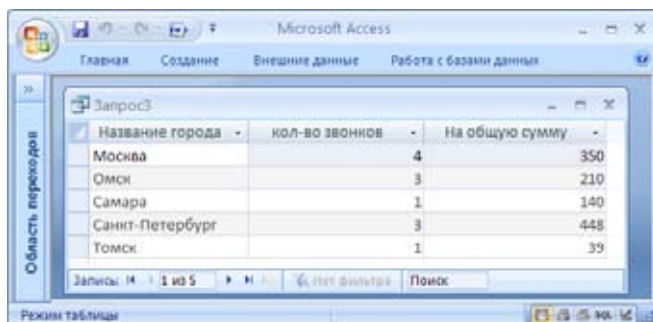 Microsoft Access
Главная Создание Внешние данные Работа с базами данных
Область переходов
Запрос3
Название города кол-во звонков На общую сумму
Москва 4 350
Омск 3 210
Самара 1 140
Санкт-Петербург 3 448
Томск 1 39
Записи: 1 из 5 Нет фильтра Поиск
Режим таблицы SQL